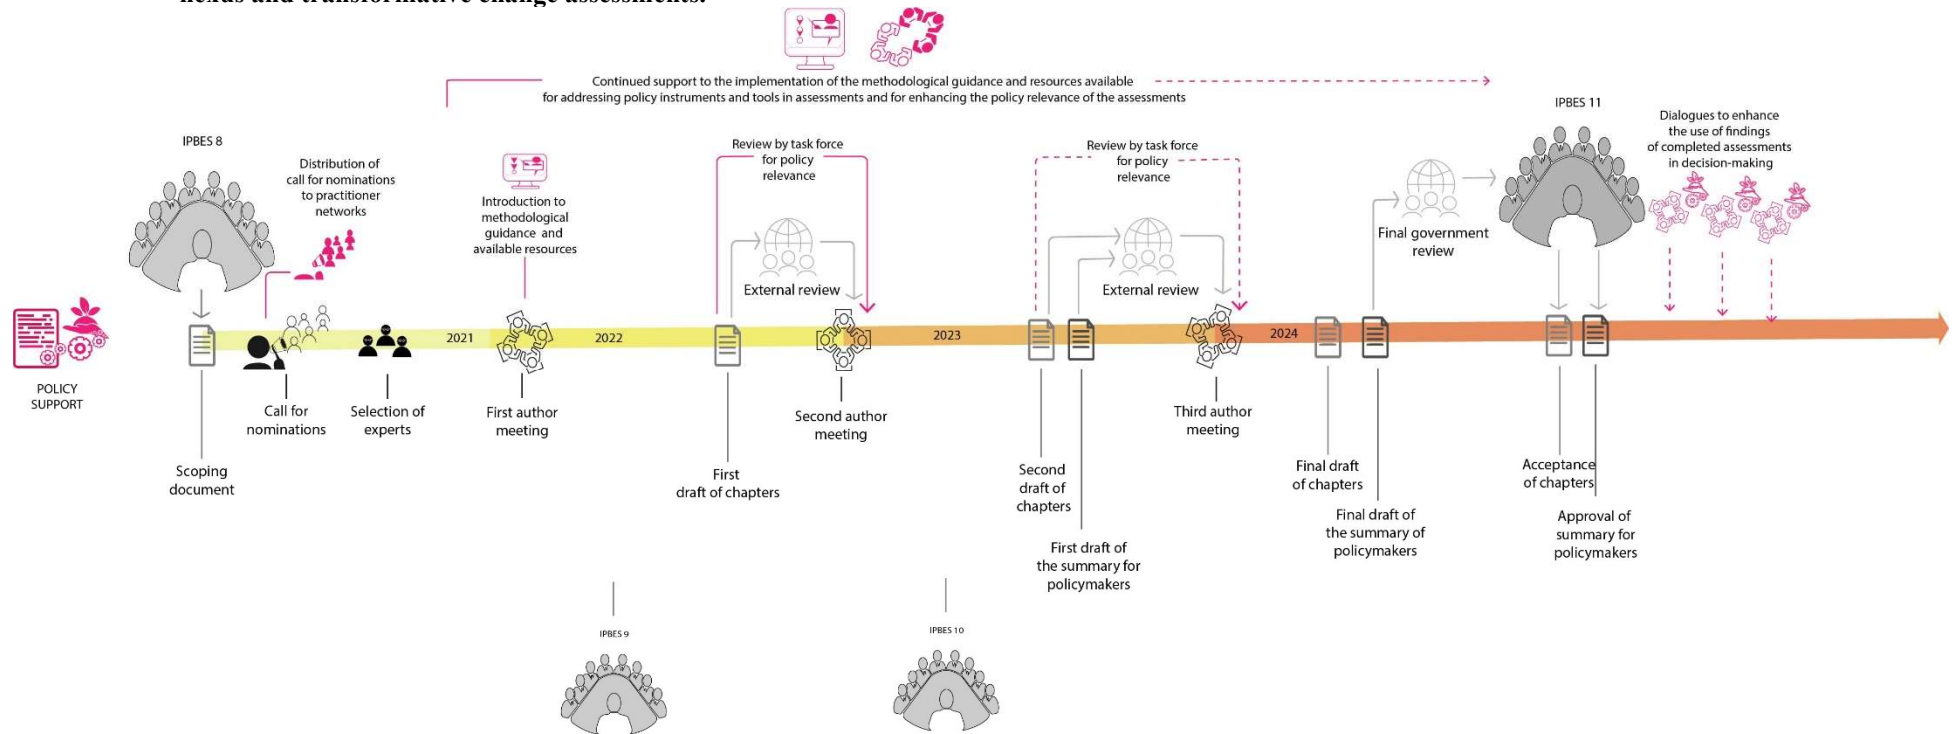 nexus and transformative change assessments.
Continued support to the implementation of the methodological guidance and resources available
for addressing policy instruments and tools in assessments and for enhancing the policy relevance of the assessments
IPBES 8
Distribution of
call for nominations
to practitioner
networks
Introduction to
methodological
guidance and
available resources
Review by task force
for policy
relevance
External review
Review by task force
for policy
relevance
External review
Final government
review
IPBES 11
Dialogues to enhance
the use of findings
of completed assessments
in decision-making
POLICY
SUPPORT
2021
2022
2023
2024
Scoping
document
Call for
nominations
Selection of
experts
First author
meeting
First
draft of chapters
Second author
meeting
Second
draft of
chapters
First draft of
the summary for
policymakers
Third author
meeting
Final draft
of chapters
Final draft of
the summary of
policymakers
Acceptance
of chapters
Approval of
summary for
policymakers
IPBES 9
IPBES 10